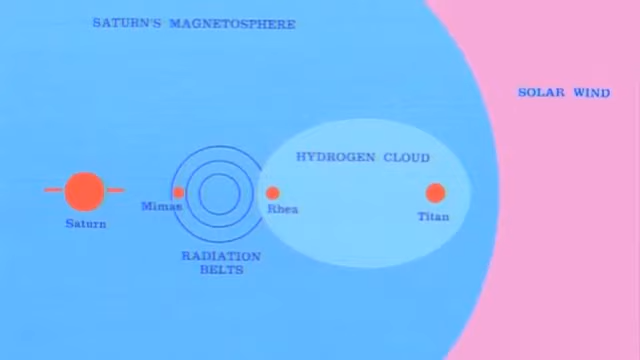 SATURN'S MAGNETOSPHERE
SOLAR WIND
HYDROGEN CLOUD
Mimas
Rhea
Saturn
Titan
RADIATION
BELTS